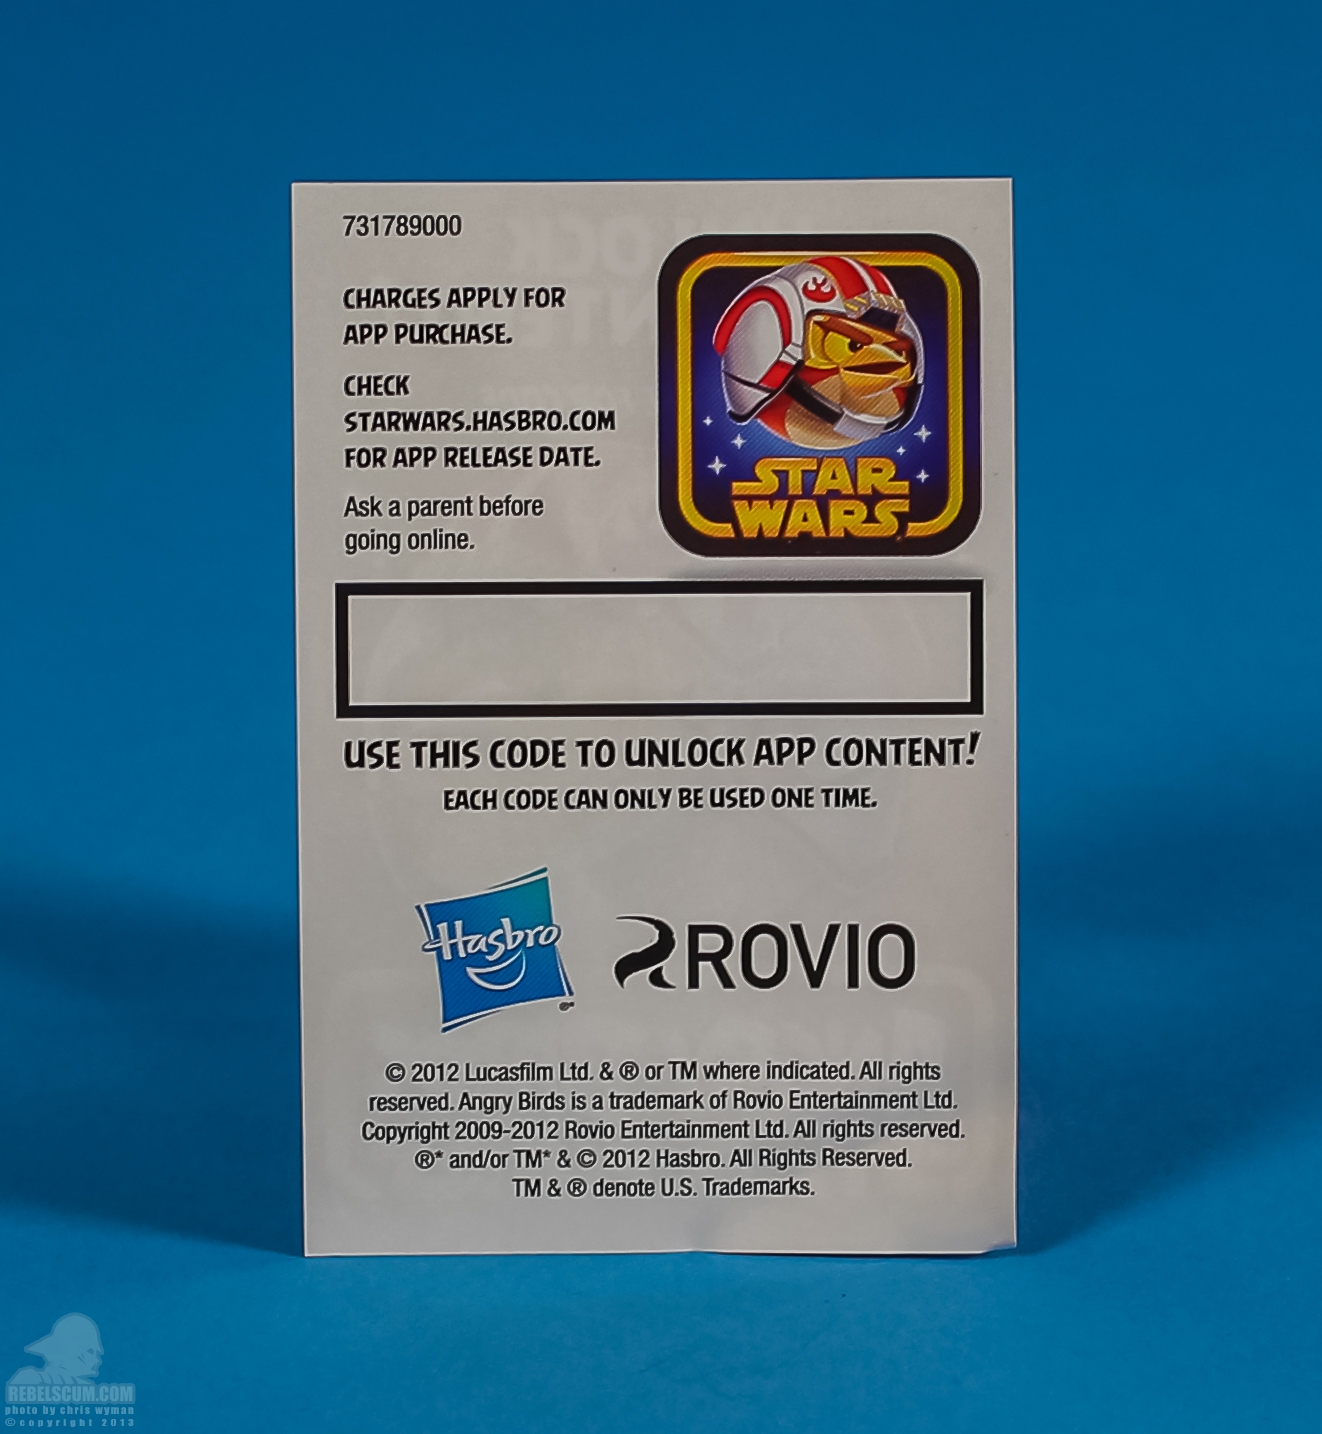 731789000
CHARGES APPLY FOR
APP PURCHASE.
CHECK
STARWARS.HASBRO.COM
FOR APP RELEASE DATE.
Ask a parent before
going online.
STAR
WARS
USE THIS CODE TO UNLOCK APP CONTENT!
EACH CODE CAN ONLY BE USED ONE TIME.
Hasbro
®*
ROVIO
© 2012 Lucasfilm Ltd. & ® or TM where indicated. All rights
reserved. Angry Birds is a trademark of Rovio Entertainment Ltd.
Copyright 2009-2012 Rovio Entertainment Ltd. All rights reserved.
®* and/or TM* & © 2012 Hasbro. All Rights Reserved.
TM & ® denote U.S. Trademarks.
REBELSCUM.COM
photo by chris wyman
©copyright 2013